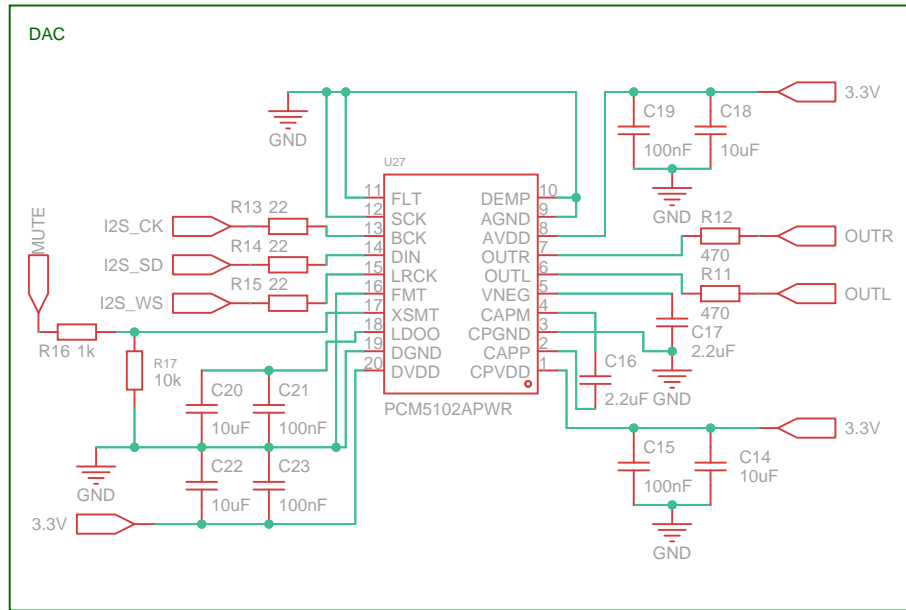 DAC
GND
C19
100nF
C18
10uF
3.3V
U27
11 FLT DEMP 10
12 SCK AGND 9
13 BCK AVDD 8
14 DIN OUTR 7
15 LRCK OUTL 6
16 FMT VNEG 5
17 XSMT CAPM 4
18 LDOO CPGND 3
19 DGND CAPP 2
20 DVDD CPVDD 1
PCM5102APWR
MUTE
I2S_CK
R13 22
I2S_SD
R14 22
I2S_WS
R15 22
R16 1k
R17
10k
C20
10uF
C21
100nF
C22
10uF
C23
100nF
GND
3.3V
GND
R12
470
OUTR
R11
470
OUTL
C17
2.2uF
GND
C16
2.2uF
C15
100nF
C14
10uF
3.3V
GND